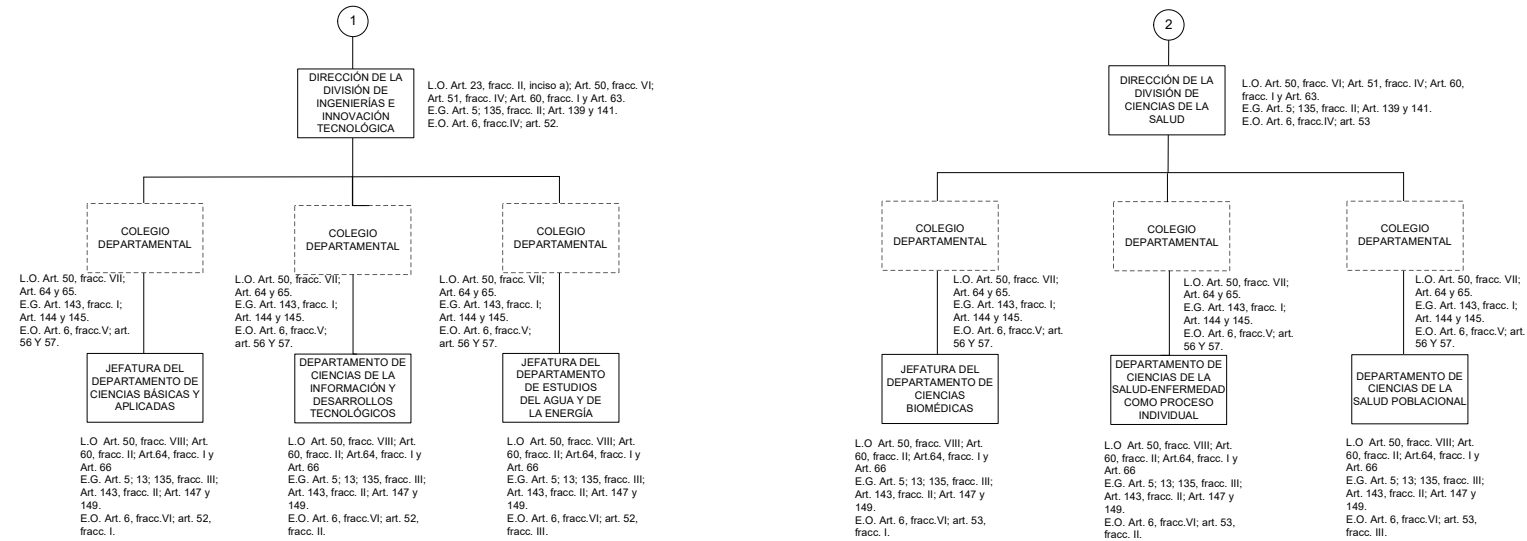 1
DIRECCIÓN DE LA
DIVISIÓN DE
INGENIERÍAS E
INNOVACIÓN
TECNOLÓGICA
L.O. Art. 23, fracc. II, inciso a); Art. 50, fracc. VI;
Art. 51, fracc. IV; Art. 60, fracc. I y Art. 63.
E.G. Art. 5; 135, fracc. II; Art. 139 y 141.
E.O. Art. 6, fracc.IV; art. 52.
COLEGIO
DEPARTAMENTAL
L.O. Art. 50, fracc. VII;
Art. 64 y 65.
E.G. Art. 143, fracc. I;
Art. 144 y 145.
E.O. Art. 6, fracc.V; art.
56 Y 57.
JEFATURA DEL
DEPARTAMENTO DE
CIENCIAS BÁSICAS Y
APLICADAS
L.O Art. 50, fracc. VIII; Art.
60, fracc. II; Art.64, fracc. I y
Art. 66
E.G. Art. 5; 13; 135, fracc. III;
Art. 143, fracc. II; Art. 147 y
149.
E.O. Art. 6, fracc.VI; art. 52,
fracc. I.
COLEGIO
DEPARTAMENTAL
L.O. Art. 50, fracc. VII;
Art. 64 y 65.
E.G. Art. 143, fracc. I;
Art. 144 y 145.
E.O. Art. 6, fracc.V;
art. 56 Y 57.
DEPARTAMENTO DE
CIENCIAS DE LA
INFORMACIÓN Y
DESARROLLOS
TECNOLÓGICOS
L.O Art. 50, fracc. VIII; Art.
60, fracc. II; Art.64, fracc. I y
Art. 66
E.G. Art. 5; 13; 135, fracc. III;
Art. 143, fracc. II; Art. 147 y
149.
E.O. Art. 6, fracc.VI; art. 52,
fracc. II.
COLEGIO
DEPARTAMENTAL
L.O. Art. 50, fracc. VII;
Art. 64 y 65.
E.G. Art. 143, fracc. I;
Art. 144 y 145.
E.O. Art. 6, fracc.V;
art. 56 Y 57.
JEFATURA DEL
DEPARTAMENTO
DE ESTUDIOS
DEL AGUA Y DE
LA ENERGÍA
L.O Art. 50, fracc. VIII; Art.
60, fracc. II; Art.64, fracc. I y
Art. 66
E.G. Art. 5; 13; 135, fracc. III;
Art. 143, fracc. II; Art. 147 y
149.
E.O. Art. 6, fracc.VI; art. 52,
fracc. III.
2
DIRECCIÓN DE LA
DIVISIÓN DE
CIENCIAS DE LA
SALUD
L.O. Art. 50, fracc. VI; Art. 51, fracc. IV; Art. 60,
fracc. I y Art. 63.
E.G. Art. 5; 135, fracc. II; Art. 139 y 141.
E.O. Art. 6, fracc.IV; art. 53
COLEGIO
DEPARTAMENTAL
L.O. Art. 50, fracc. VII;
Art. 64 y 65.
E.G. Art. 143, fracc. I;
Art. 144 y 145.
E.O. Art. 6, fracc.V; art.
56 Y 57.
JEFATURA DEL
DEPARTAMENTO DE
CIENCIAS
BIOMÉDICAS
L.O Art. 50, fracc. VIII; Art.
60, fracc. II; Art.64, fracc. I y
Art. 66
E.G. Art. 5; 13; 135, fracc. III;
Art. 143, fracc. II; Art. 147 y
149.
E.O. Art. 6, fracc.VI; art. 53,
fracc. I.
COLEGIO
DEPARTAMENTAL
L.O. Art. 50, fracc. VII;
Art. 64 y 65.
E.G. Art. 143, fracc. I;
Art. 144 y 145.
E.O. Art. 6, fracc.V; art.
56 Y 57.
DEPARTAMENTO DE
CIENCIAS DE LA
SALUD-ENFERMEDAD
COMO PROCESO
INDIVIDUAL
L.O Art. 50, fracc. VIII; Art.
60, fracc. II; Art.64, fracc. I y
Art. 66
E.G. Art. 5; 13; 135, fracc. III;
Art. 143, fracc. II; Art. 147 y
149.
E.O. Art. 6, fracc.VI; art. 53,
fracc. II.
COLEGIO
DEPARTAMENTAL
L.O. Art. 50, fracc. VII;
Art. 64 y 65.
E.G. Art. 143, fracc. I;
Art. 144 y 145.
E.O. Art. 6, fracc.V; art.
56 Y 57.
DEPARTAMENTO DE
CIENCIAS DE LA
SALUD POBLACIONAL
L.O Art. 50, fracc. VIII; Art.
60, fracc. II; Art.64, fracc. I y
Art. 66
E.G. Art. 5; 13; 135, fracc. III;
Art. 143, fracc. II; Art. 147 y
149.
E.O. Art. 6, fracc.VI; art. 53,
fracc. III.